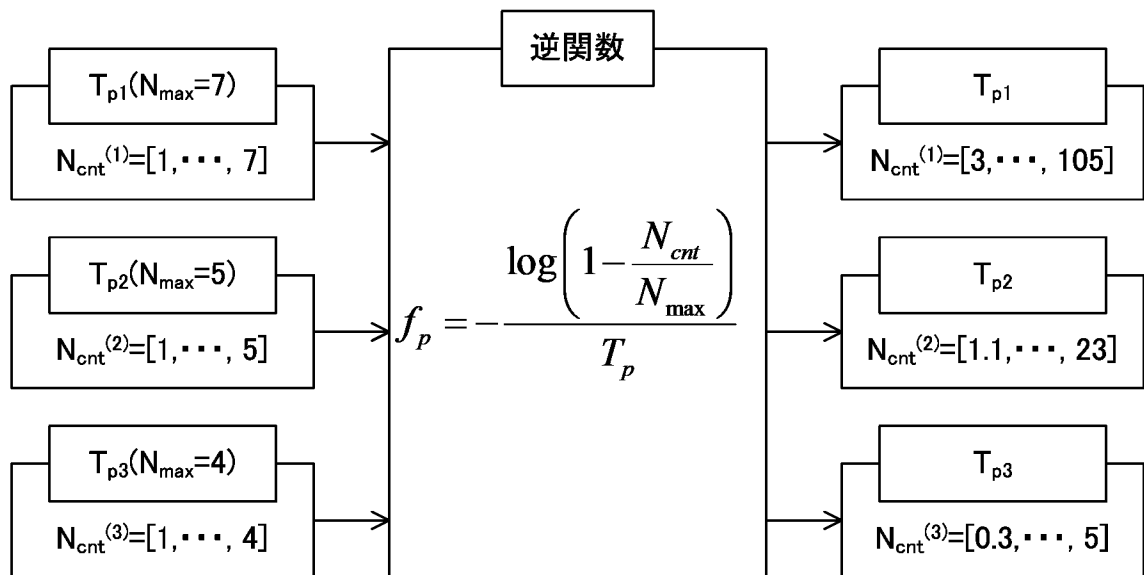 逆関数
T_p1(N_max=7)
N_cnt^(1)=[1,･･･, 7]
T_p2(N_max=5)
N_cnt^(2)=[1,･･･, 5]
T_p3(N_max=4)
N_cnt^(3)=[1,･･･, 4]
f_p = - log(1 - N_cnt / N_max) / T_p
T_p1
N_cnt^(1)=[3,･･･, 105]
T_p2
N_cnt^(2)=[1.1,･･･, 23]
T_p3
N_cnt^(3)=[0.3,･･･, 5]